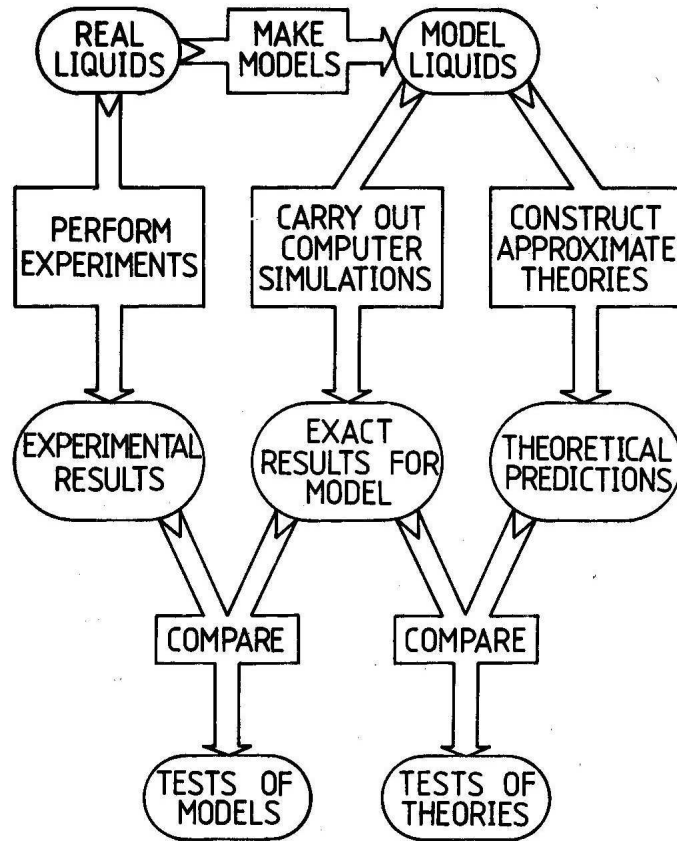 REAL
LIQUIDS
MAKE
MODELS
MODEL
LIQUIDS
PERFORM
EXPERIMENTS
CARRY OUT
COMPUTER
SIMULATIONS
CONSTRUCT
APPROXIMATE
THEORIES
EXPERIMENTAL
RESULTS
EXACT
RESULTS FOR
MODEL
THEORETICAL
PREDICTIONS
COMPARE
COMPARE
TESTS OF
MODELS
TESTS OF
THEORIES